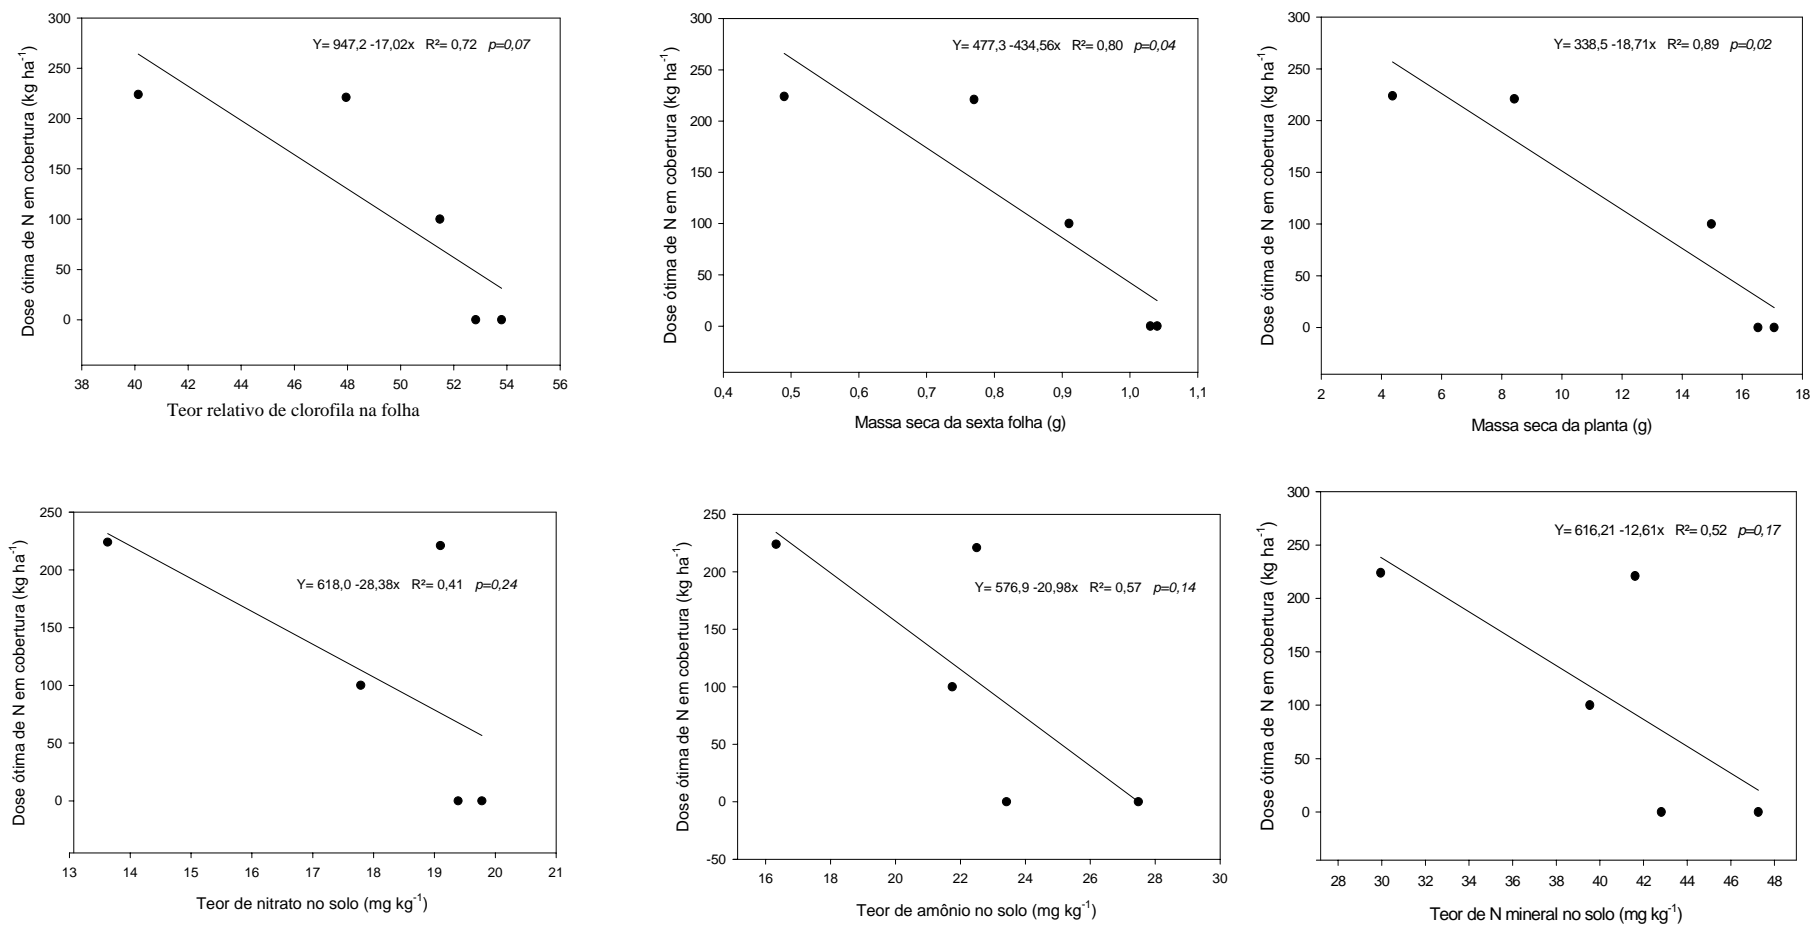 Y= 947,2 -17,02x R²= 0,72 p=0,07
Dose ótima de N em cobertura (kg ha⁻¹)
300
250
200
150
100
50
0
38 40 42 44 46 48 50 52 54 56
Teor relativo de clorofila na folha
Y= 477,3 -434,56x R²= 0,80 p=0,04
Dose ótima de N em cobertura (kg ha⁻¹)
300
250
200
150
100
50
0
0,4 0,5 0,6 0,7 0,8 0,9 1,0 1,1
Massa seca da sexta folha (g)
Y= 338,5 -18,71x R²= 0,89 p=0,02
Dose ótima de N em cobertura (kg ha⁻¹)
300
250
200
150
100
50
0
2 4 6 8 10 12 14 16 18
Massa seca da planta (g)
Y= 618,0 -28,38x R²= 0,41 p=0,24
Dose ótima de N em cobertura (kg ha⁻¹)
250
200
150
100
50
0
13 14 15 16 17 18 19 20 21
Teor de nitrato no solo (mg kg⁻¹)
Y= 576,9 -20,98x R²= 0,57 p=0,14
Dose ótima de N em cobertura (kg ha⁻¹)
250
200
150
100
50
0
-50
16 18 20 22 24 26 28 30
Teor de amônio no solo (mg kg⁻¹)
Y= 616,21 -12,61x R²= 0,52 p=0,17
Dose ótima de N em cobertura (kg ha⁻¹)
300
250
200
150
100
50
0
28 30 32 34 36 38 40 42 44 46 48
Teor de N mineral no solo (mg kg⁻¹)